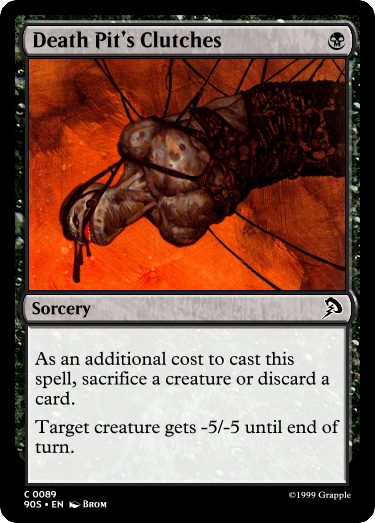 Death Pit's Clutches
Sorcery
As an additional cost to cast this
spell, sacrifice a creature or discard a
card.
Target creature gets -5/-5 until end of
turn.
C 0089
90S • EN BROM
©1999 Grapple